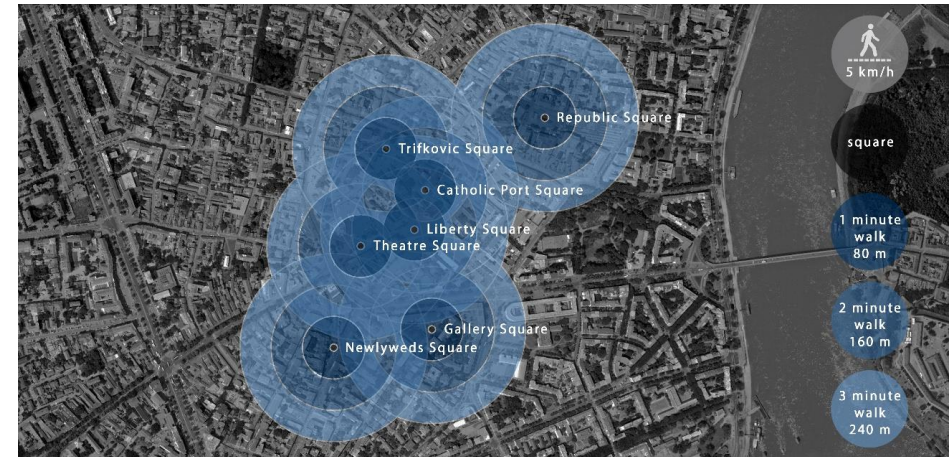 5 km/h
Republic Square
square
Trifkovic Square
Catholic Port Square
1 minute
walk
80 m
Liberty Square
Theatre Square
2 minute
walk
160 m
Gallery Square
Newlyweds Square
3 minute
walk
240 m